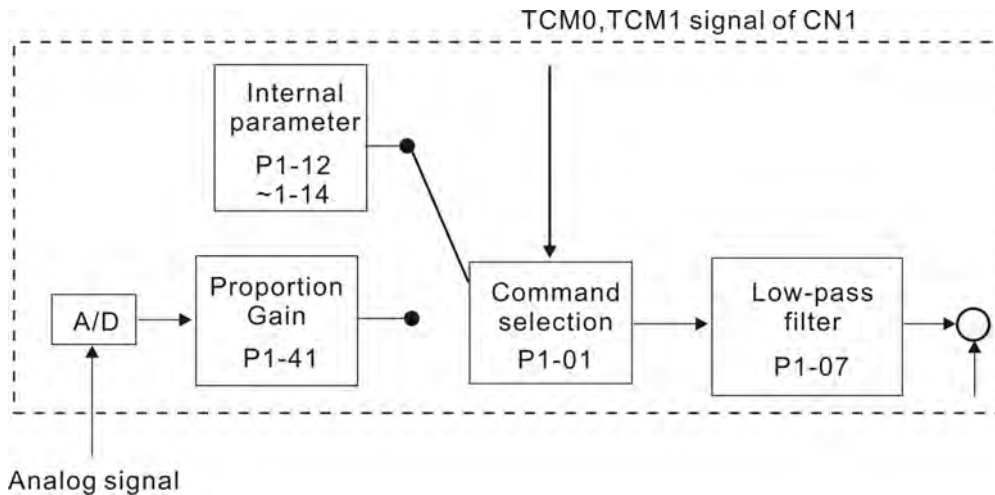 TCM0,TCM1 signal of CN1
Internal
parameter
P1-12
~1-14
A/D
Proportion
Gain
P1-41
Command
selection
P1-01
Low-pass
filter
P1-07
Analog signal